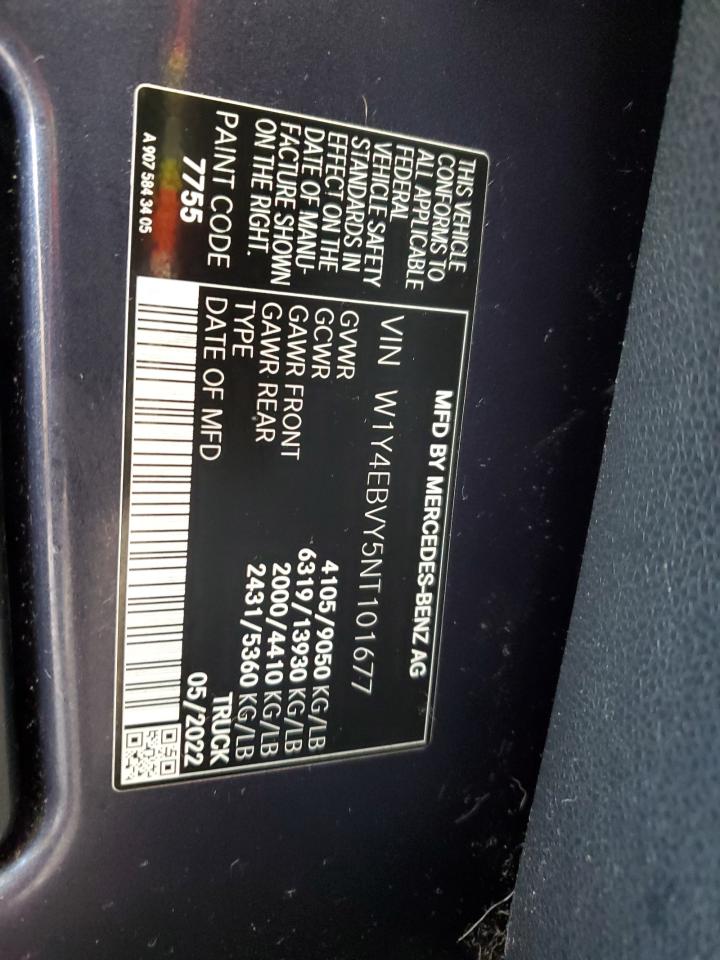 THIS VEHICLE
CONFORMS TO
ALL APPLICABLE
FEDERAL
VEHICLE SAFETY
STANDARDS IN
EFFECT ON THE
DATE OF MANU-
FACTURE SHOWN
ON THE RIGHT.
PAINT CODE
7755
A 907 584 34 05
MFD BY MERCEDES-BENZ AG
VIN W1Y4EBVY5NT101677
GVWR 4105/9050 KG/LB
GCWR 6319/13930 KG/LB
GAWR FRONT 2000/4410 KG/LB
GAWR REAR 2431/5360 KG/LB
TYPE TRUCK
DATE OF MFD 05/2022